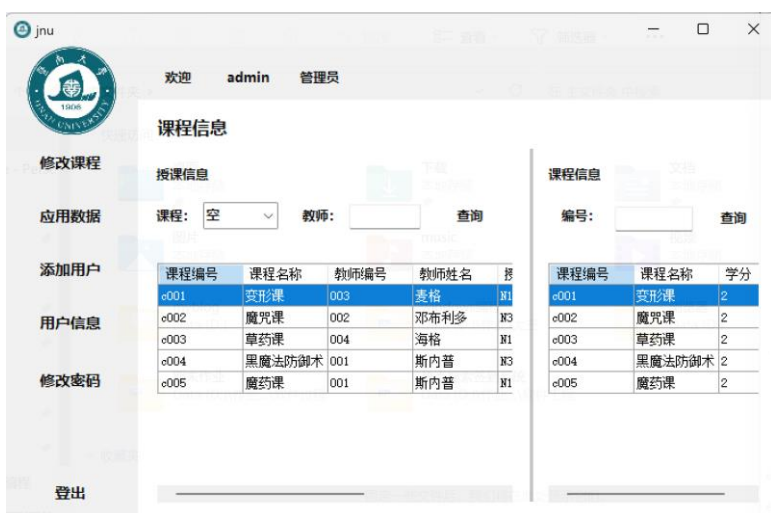 jnu
暨南大学
1906
JINAN UNIVERSITY
欢迎 admin 管理员
课程信息
修改课程
应用数据
添加用户
用户信息
修改密码
登出
授课信息
课程: 空 教师: 查询
课程编号 课程名称 教师编号 教师姓名
c001 变形课 003 麦格 N1
c002 魔咒课 002 邓布利多 N3
c003 草药课 004 海格 N1
c004 黑魔法防御术 001 斯内普 N3
c005 魔药课 001 斯内普 N1
课程信息
编号: 查询
课程编号 课程名称 学分
c001 变形课 2
c002 魔咒课 2
c003 草药课 2
c004 黑魔法防御术 2
c005 魔药课 2